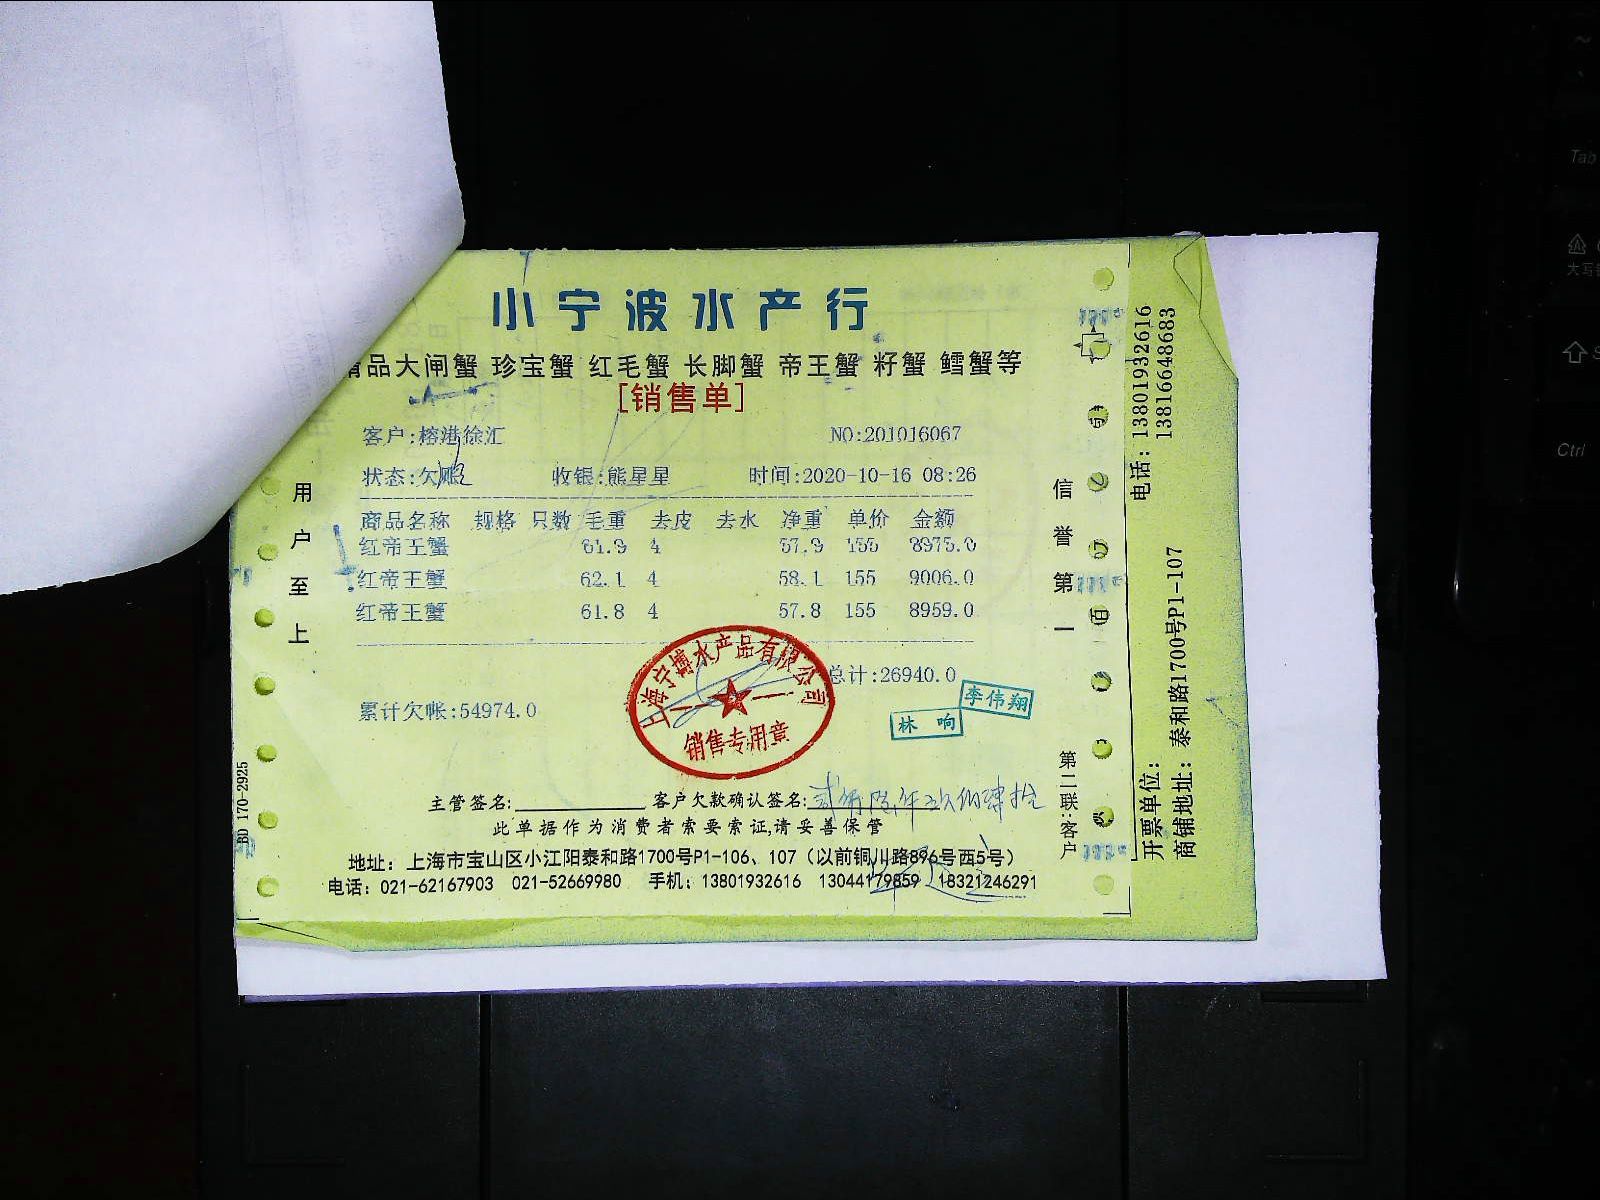 小宁波水产行
精品大闸蟹 珍宝蟹 红毛蟹 长脚蟹 帝王蟹 籽蟹 鳕蟹等
[销售单]
客户:榕港徐汇 NO:201016067
状态:欠账 收银:熊星星 时间:2020-10-16 08:26
商品名称 规格 只数 毛重 去皮 去水 净重 单价 金额
红帝王蟹 61.9 4 57.9 155 8975.0
红帝王蟹 62.1 4 58.1 155 9006.0
红帝王蟹 61.8 4 57.8 155 8959.0
总计:26940.0
累计欠帐:54974.0
上海宁搏水产品有限公司
销售专用章
李伟翔
林 响
主管签名: 客户欠款确认签名:
此单据作为消费者索要索证,请妥善保管
地址：上海市宝山区小江阳泰和路1700号P1-106、107（以前铜川路896号西5号）
电话：021-62167903 021-52669980 手机：13801932616 13044179859 18321246291
用户至上
信誉第一
第二联:客户
BD 170-2925
电话：13801932616
13816648683
开票单位：
商铺地址：泰和路1700号P1-107
Tab
大写
Ctrl